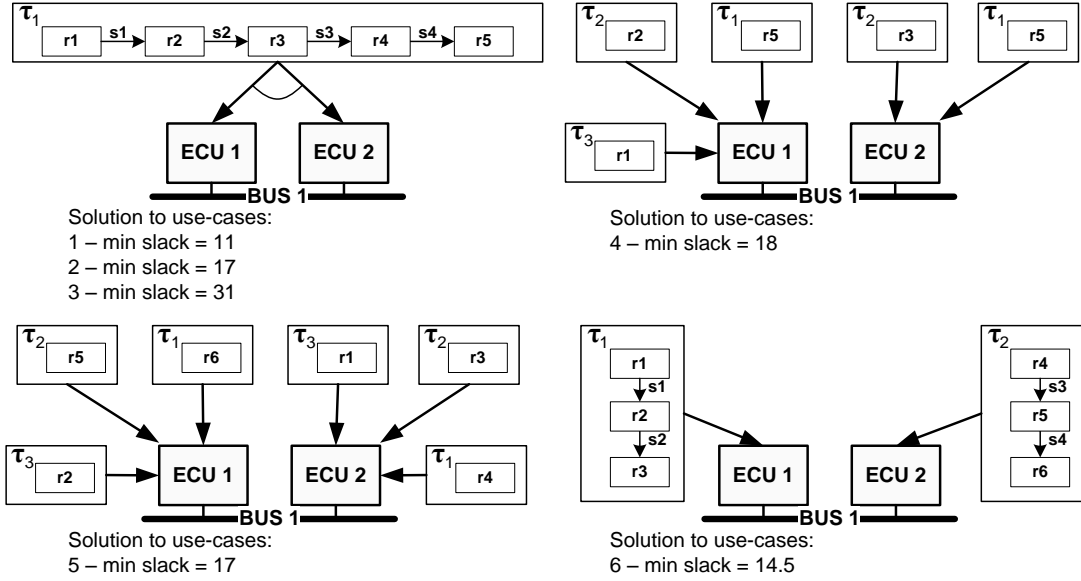 τ1
r1 s1 r2 s2 r3 s3 r4 s4 r5
ECU 1 ECU 2
BUS 1
Solution to use-cases:
1 – min slack = 11
2 – min slack = 17
3 – min slack = 31
τ2 r2 τ1 r5 τ2 r3 τ1 r5
τ3 r1
ECU 1 ECU 2
BUS 1
Solution to use-cases:
4 – min slack = 18
τ2 r5 τ1 r6 τ3 r1 τ2 r3
τ3 r2 ECU 1 ECU 2 τ1 r4
BUS 1
Solution to use-cases:
5 – min slack = 17
τ1 τ2
r1 r4
s1 s3
r2 r5
s2 s4
r3 r6
ECU 1 ECU 2
BUS 1
Solution to use-cases:
6 – min slack = 14.5